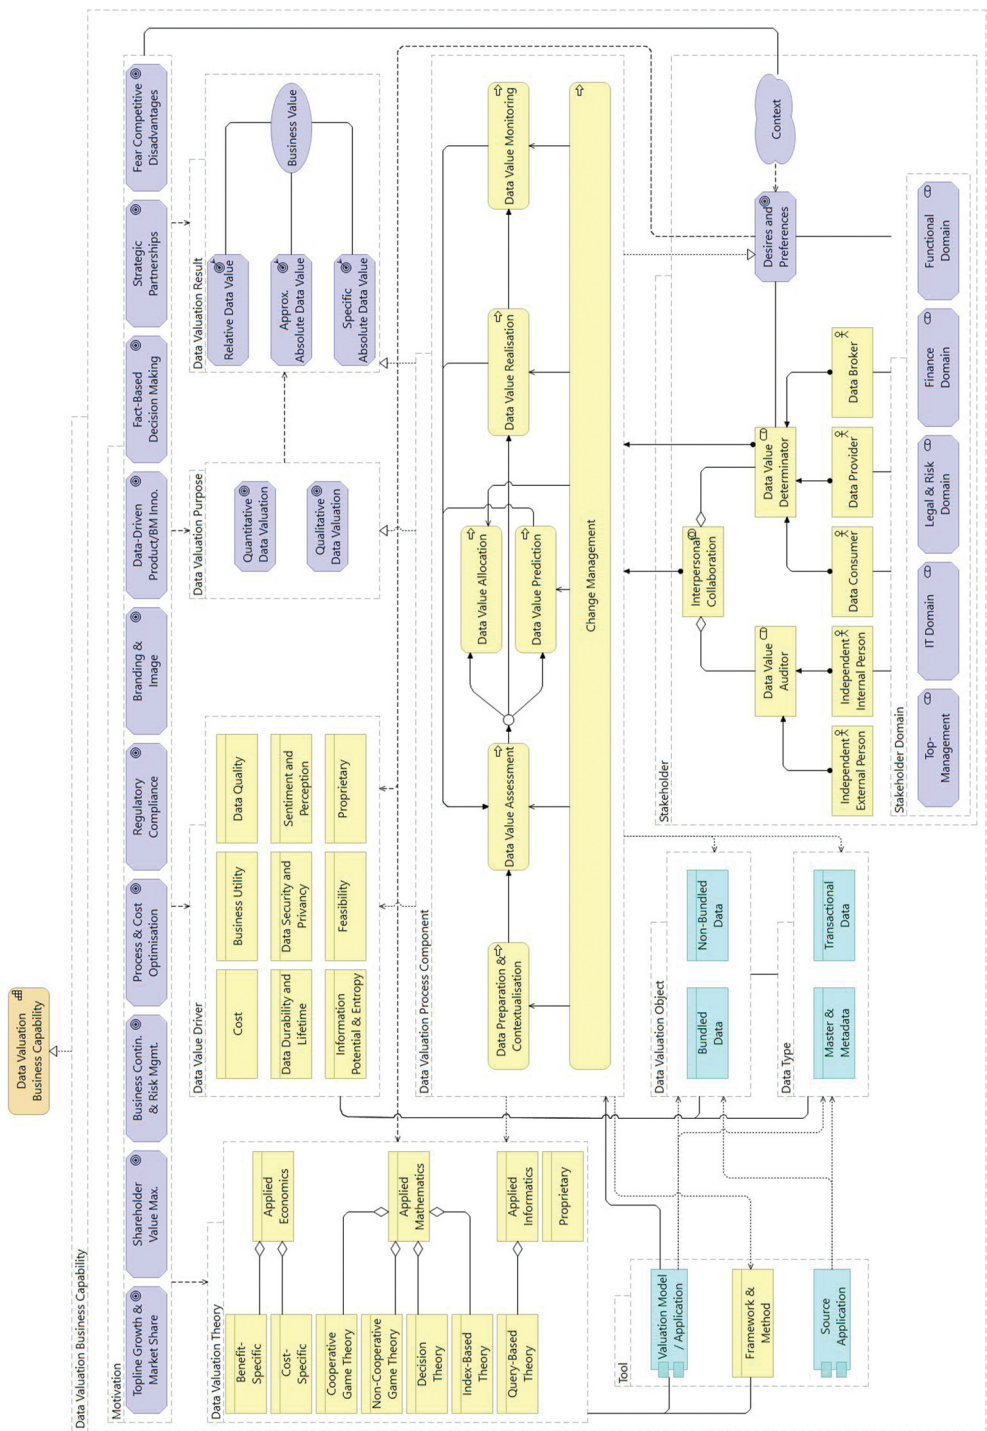 Data Valuation
Business Capability
Data Valuation Business Capability
Motivation
Topline Growth &
Market Share
Shareholder
Value Max.
Business Contin.
& Risk Mgmt.
Process & Cost
Optimisation
Regulatory
Compliance
Branding &
Image
Data-Driven
Product/BM Inno.
Fact-Based
Decision Making
Strategic
Partnerships
Fear Competitive
Disadvantages
Data Valuation Theory
Benefit-
Specific
Cost-
Specific
Cooperative
Game Theory
Non-Cooperative
Game Theory
Decision
Theory
Index-Based
Theory
Query-Based
Theory
Applied
Economics
Applied
Mathematics
Applied
Informatics
Proprietary
Data Value Driver
Cost
Business Utility
Data Quality
Data Durability and
Lifetime
Data Security and
Privancy
Sentiment and
Perception
Information
Potential & Entropy
Feasibility
Proprietary
Data Valuation Purpose
Quantitative
Data Valuation
Qualitative
Data Valuation
Data Valuation Result
Relative Data Value
Approx.
Absolute Data Value
Specific
Absolute Data Value
Business Value
Data Valuation Process Component
Data Preparation &
Contextualisation
Data Value Assessment
Data Value Allocation
Data Value Prediction
Data Value Realisation
Data Value Monitoring
Change Management
Tool
Valuation Model
/ Application
Framework &
Method
Source
Application
Data Valuation Object
Bundled
Data
Non-Bundled
Data
Data Type
Master &
Metadata
Transactional
Data
Stakeholder
Interpersonal
Collaboration
Data Value
Auditor
Data Value
Determinator
Desires and
Preferences
Context
Independent
External Person
Independent
Internal Person
Data Consumer
Data Provider
Data Broker
Stakeholder Domain
Top-
Management
IT Domain
Legal & Risk
Domain
Finance
Domain
Functional
Domain